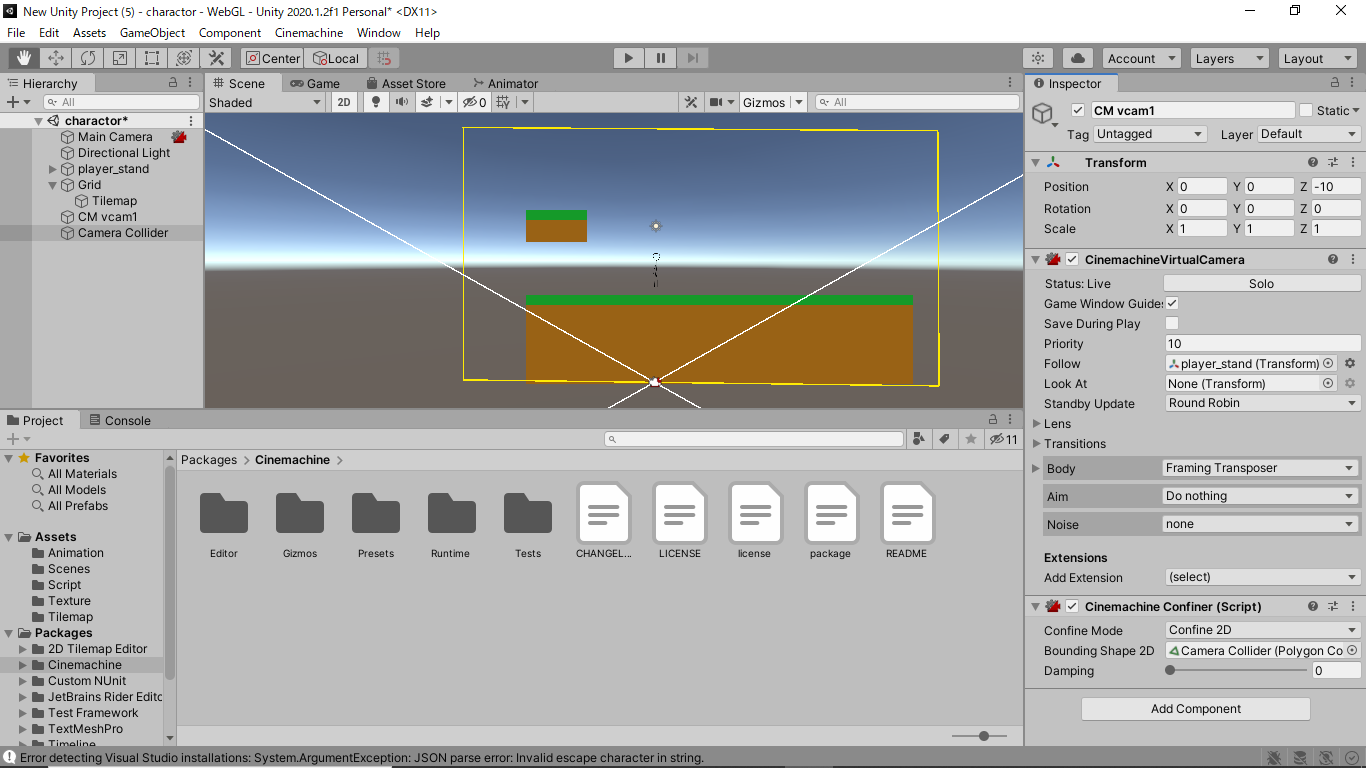 New Unity Project (5) - charactor - WebGL - Unity 2020.1.2f1 Personal* <DX11>
File Edit Assets GameObject Component Cinemachine Window Help
Center Local Account Layers Layout
Hierarchy
All
charactor*
Main Camera
Directional Light
player_stand
Grid
Tilemap
CM vcam1
Camera Collider
Scene Game Asset Store Animator
Shaded 2D 0 Gizmos All
Inspector
CM vcam1 Static
Tag Untagged Layer Default
Transform
Position X 0 Y 0 Z -10
Rotation X 0 Y 0 Z 0
Scale X 1 Y 1 Z 1
CinemachineVirtualCamera
Status: Live Solo
Game Window Guides
Save During Play
Priority 10
Follow player_stand (Transform)
Look At None (Transform)
Standby Update Round Robin
Lens
Transitions
Body Framing Transposer
Aim Do nothing
Noise none
Extensions
Add Extension (select)
Cinemachine Confiner (Script)
Confine Mode Confine 2D
Bounding Shape 2D Camera Collider (Polygon Co
Damping 0
Add Component
Project Console
11
Favorites
All Materials
All Models
All Prefabs
Assets
Animation
Scenes
Script
Texture
Tilemap
Packages
2D Tilemap Editor
Cinemachine
Custom NUnit
JetBrains Rider Editc
Test Framework
TextMeshPro
Timeline
Packages > Cinemachine >
Editor Gizmos Presets Runtime Tests CHANGEL... LICENSE license package README
Error detecting Visual Studio installations: System.ArgumentException: JSON parse error: Invalid escape character in string.